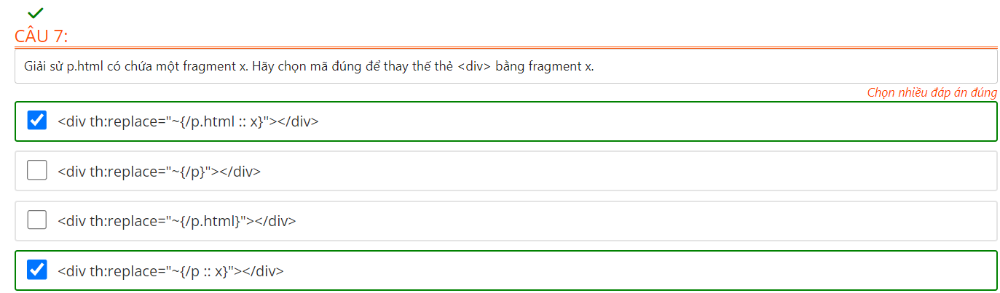 CÂU 7:
Giải sử p.html có chứa một fragment x. Hãy chọn mã đúng để thay thế thẻ <div> bằng fragment x.
Chọn nhiều đáp án đúng
<div th:replace="~{/p.html :: x}"></div>
<div th:replace="~{/p}"></div>
<div th:replace="~{/p.html}"></div>
<div th:replace="~{/p :: x}"></div>